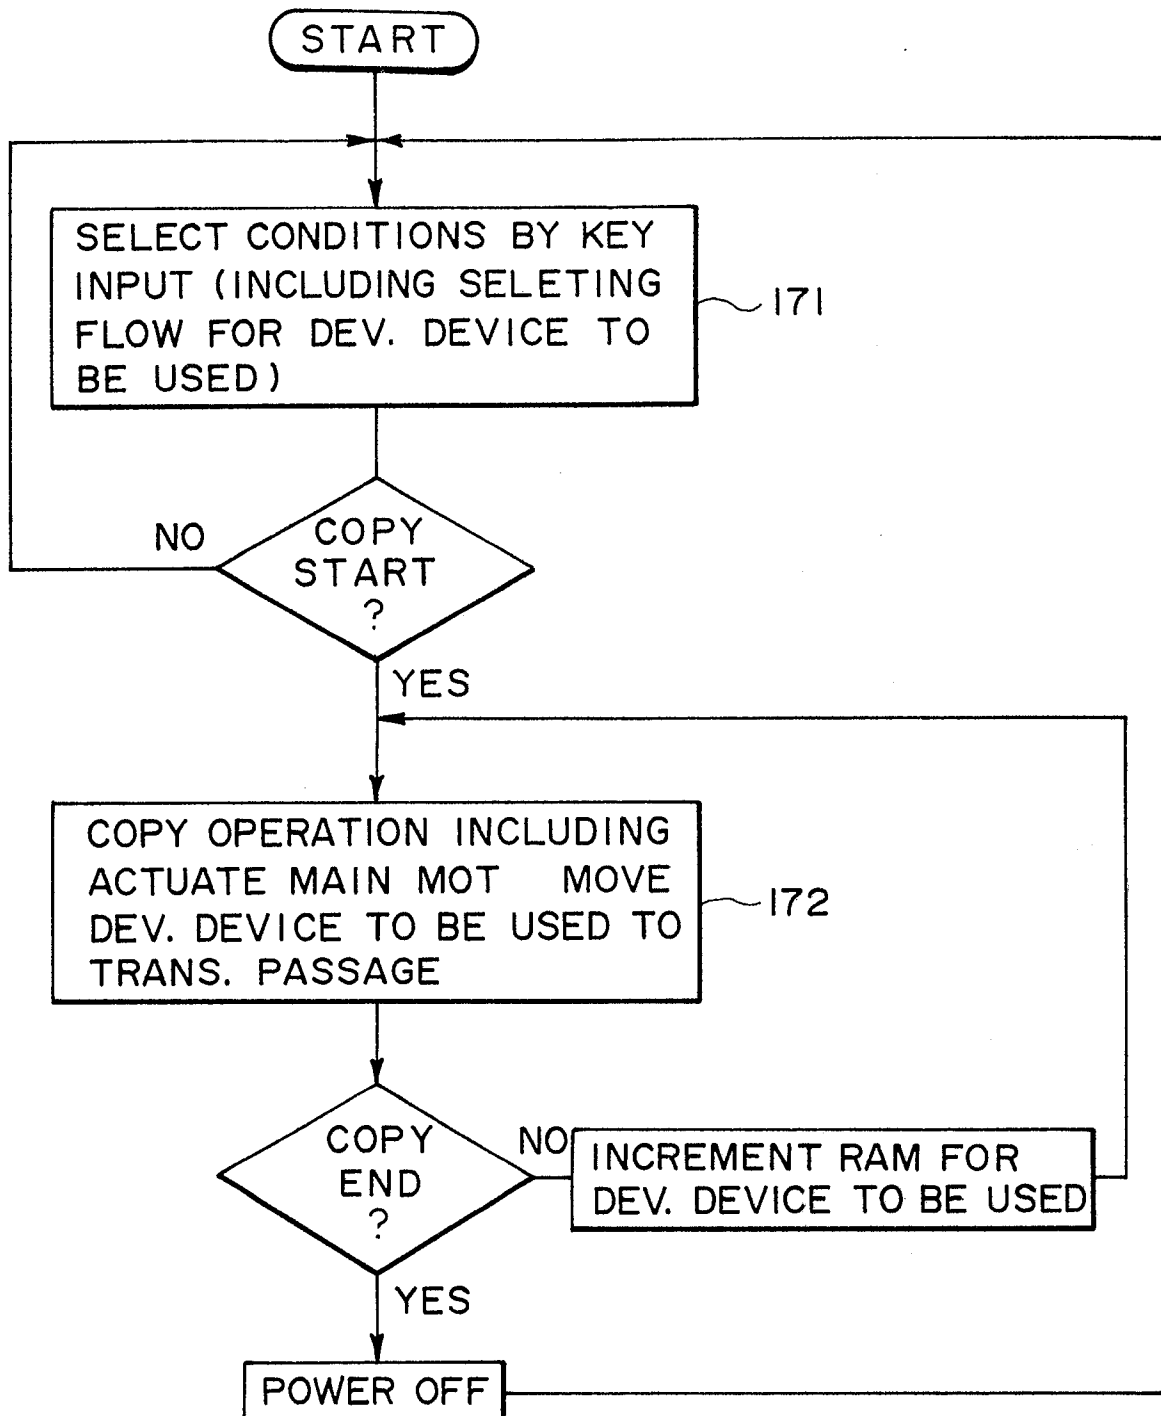 START
SELECT CONDITIONS BY KEY
INPUT (INCLUDING SELETING
FLOW FOR DEV. DEVICE TO
BE USED)
171
COPY
START
?
NO
YES
COPY OPERATION INCLUDING
ACTUATE MAIN MOT MOVE
DEV. DEVICE TO BE USED TO
TRANS. PASSAGE
172
COPY
END
?
NO
INCREMENT RAM FOR
DEV. DEVICE TO BE USED
YES
POWER OFF